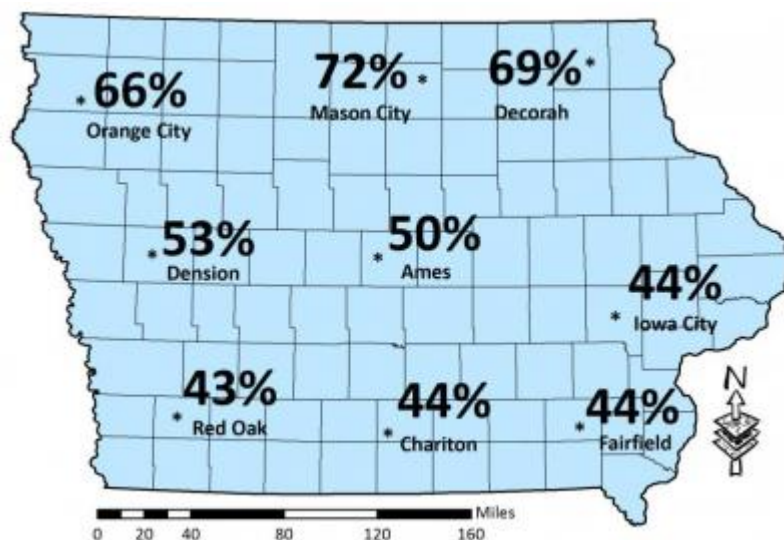 72%
Mason City
69%
Decorah
66%
Orange City
53%
Dension
50%
Ames
44%
Iowa City
43%
Red Oak
44%
Chariton
44%
Fairfield
N
Miles
0 20 40 80 120 160